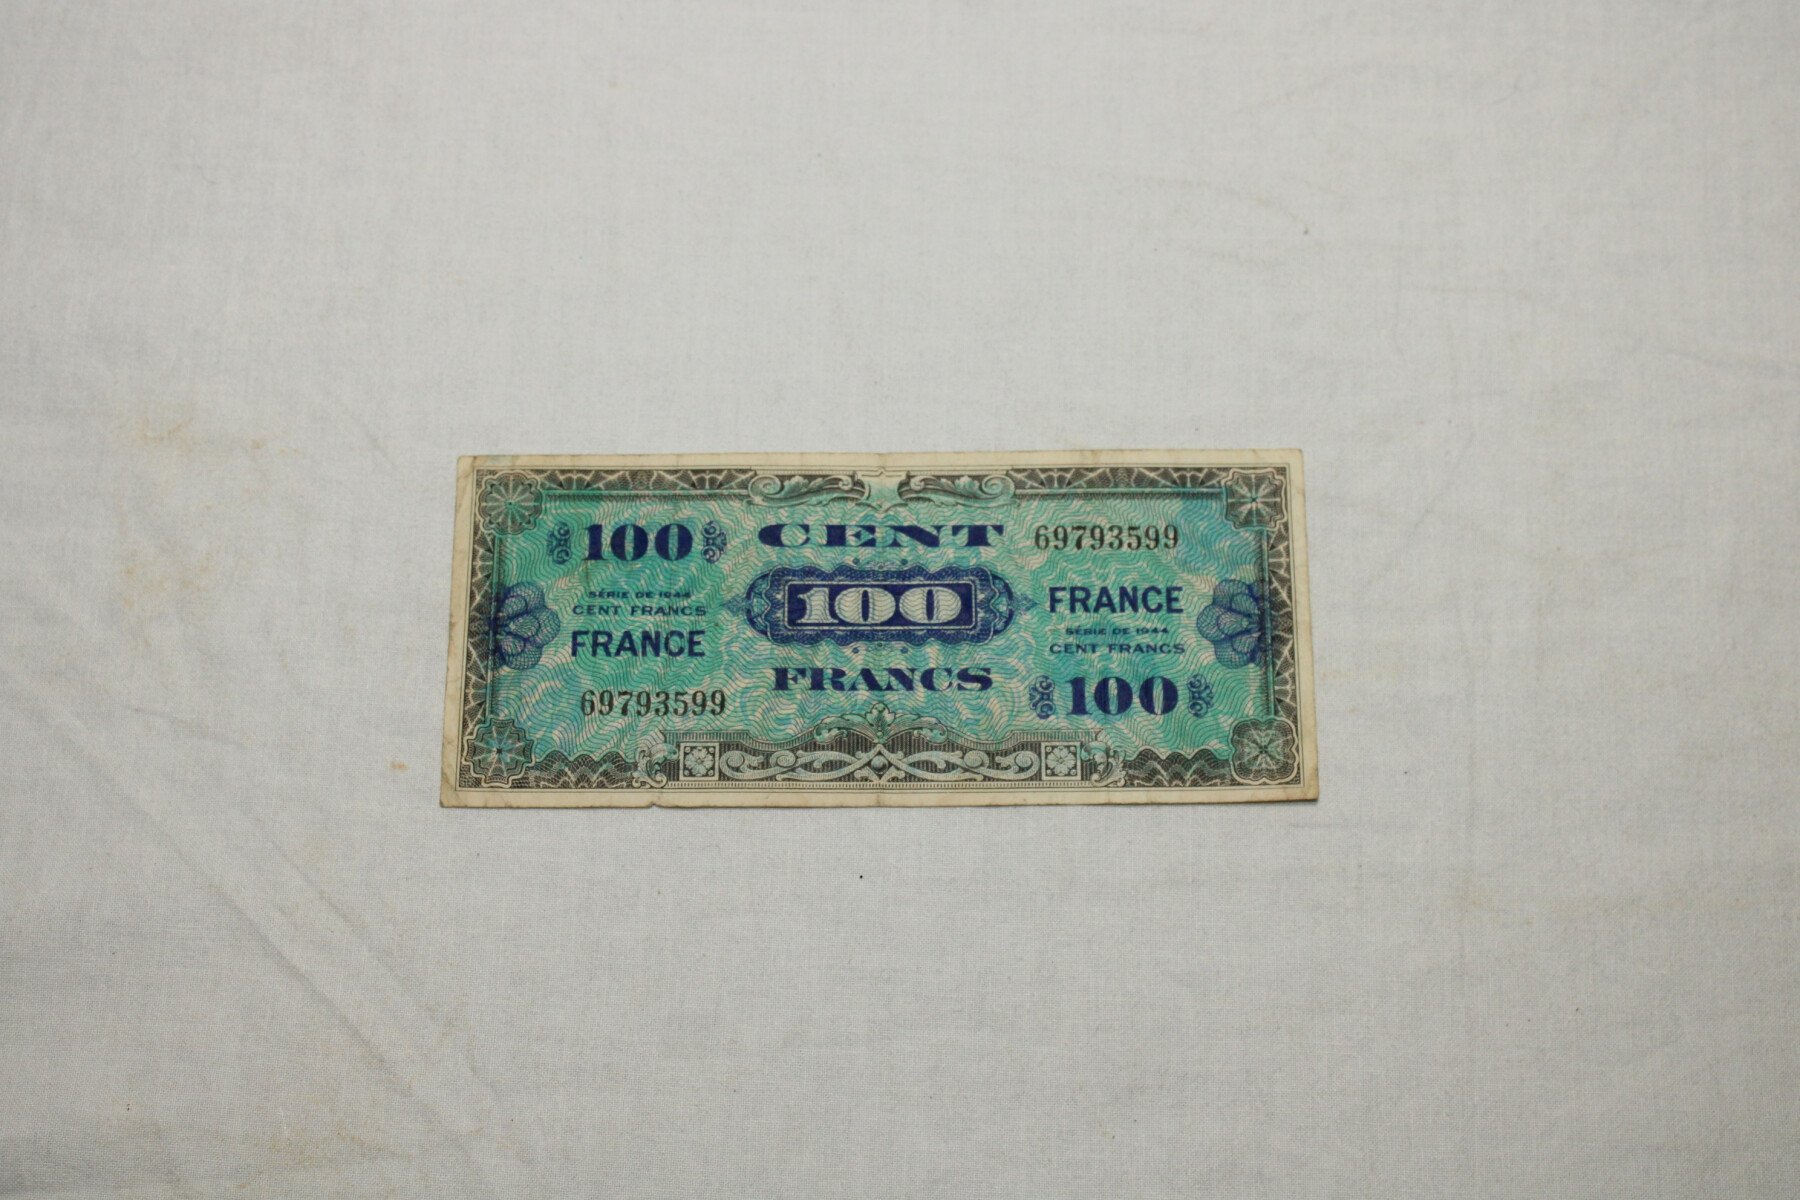 100
CENT
69793599
SÉRIE DE 1944
CENT FRANCS
FRANCE
100
FRANCE
SÉRIE DE 1944
CENT FRANCS
69793599
FRANCS
100